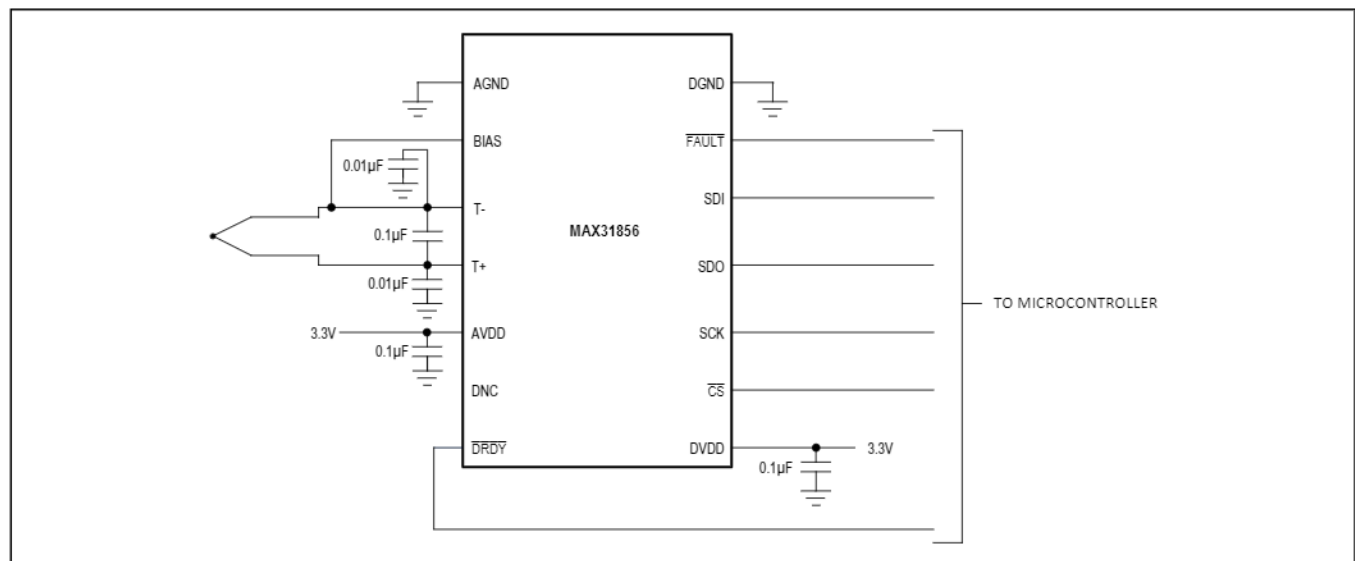 AGND
DGND
BIAS
FAULT
0.01µF
SDI
T-
0.1µF
MAX31856
T+
SDO
0.01µF
TO MICROCONTROLLER
3.3V
AVDD
SCK
0.1µF
DNC
CS
DRDY
DVDD
3.3V
0.1µF